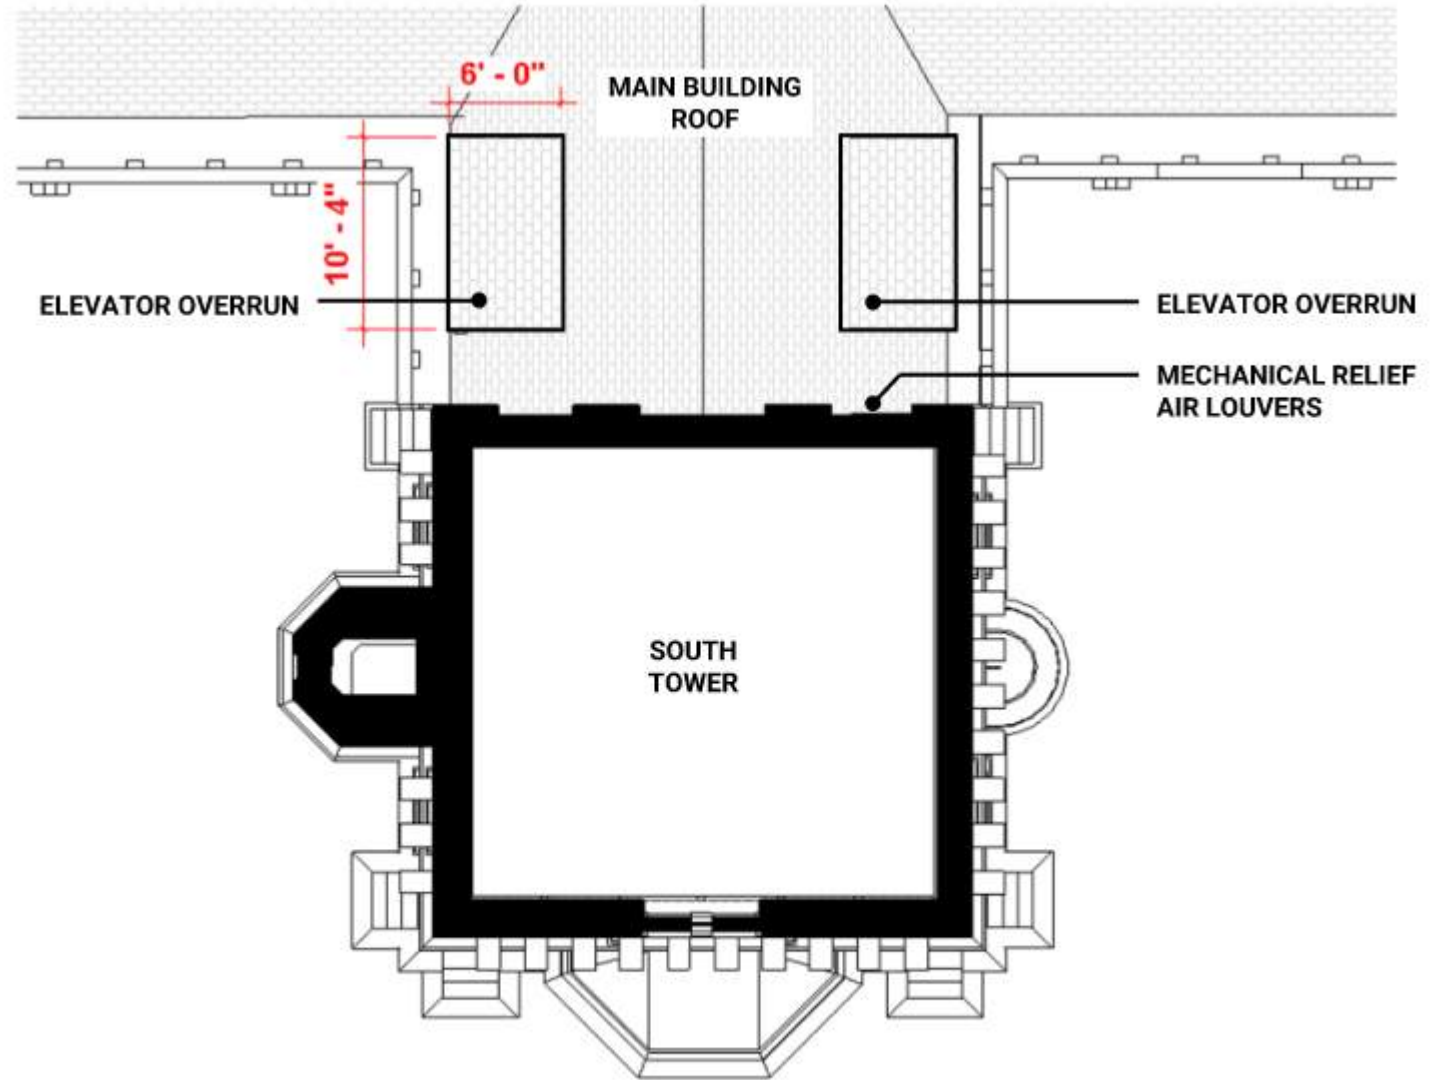 6' - 0"
MAIN BUILDING
ROOF
10' - 4"
ELEVATOR OVERRUN
ELEVATOR OVERRUN
MECHANICAL RELIEF
AIR LOUVERS
SOUTH
TOWER